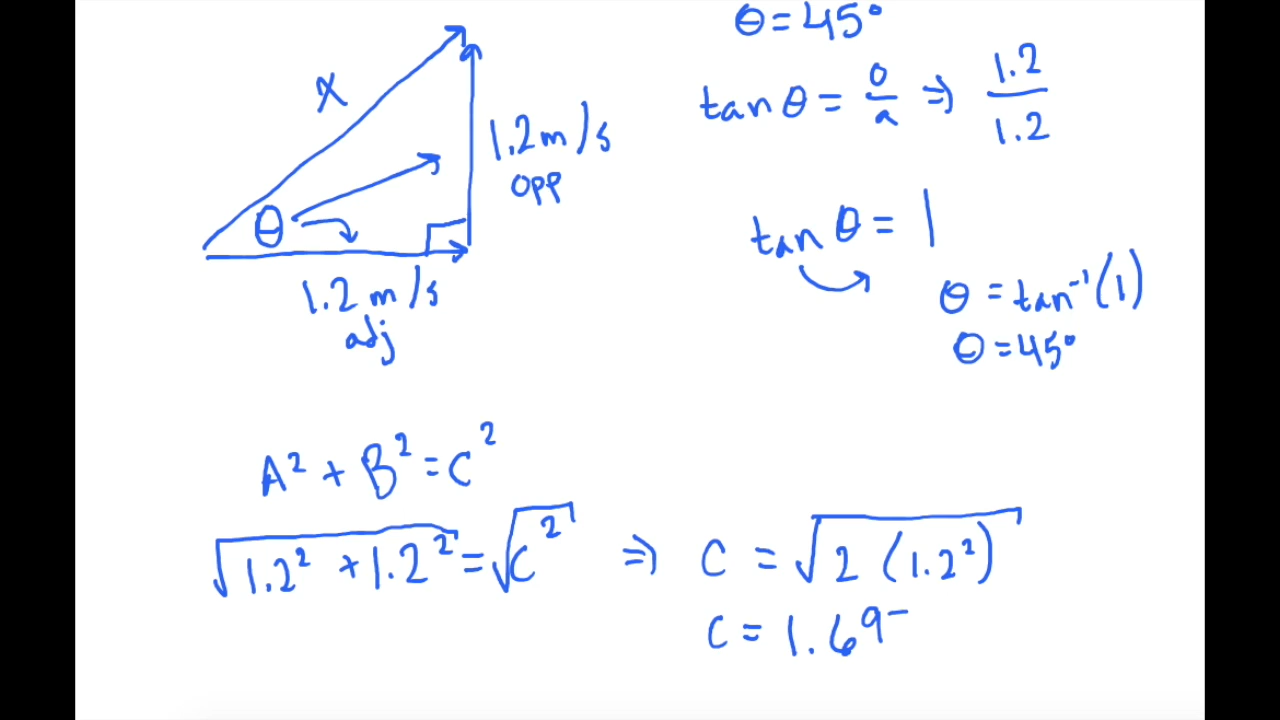 θ = 45°
x
tan θ = o/a ⇒ 1.2/1.2
1.2 m/s
opp
θ
tan θ = 1
1.2 m/s
adj
θ = tan⁻¹(1)
θ = 45°
A² + B² = C²
√(1.2² + 1.2²) = √(C²) ⇒ C = √(2(1.2²))
C = 1.69